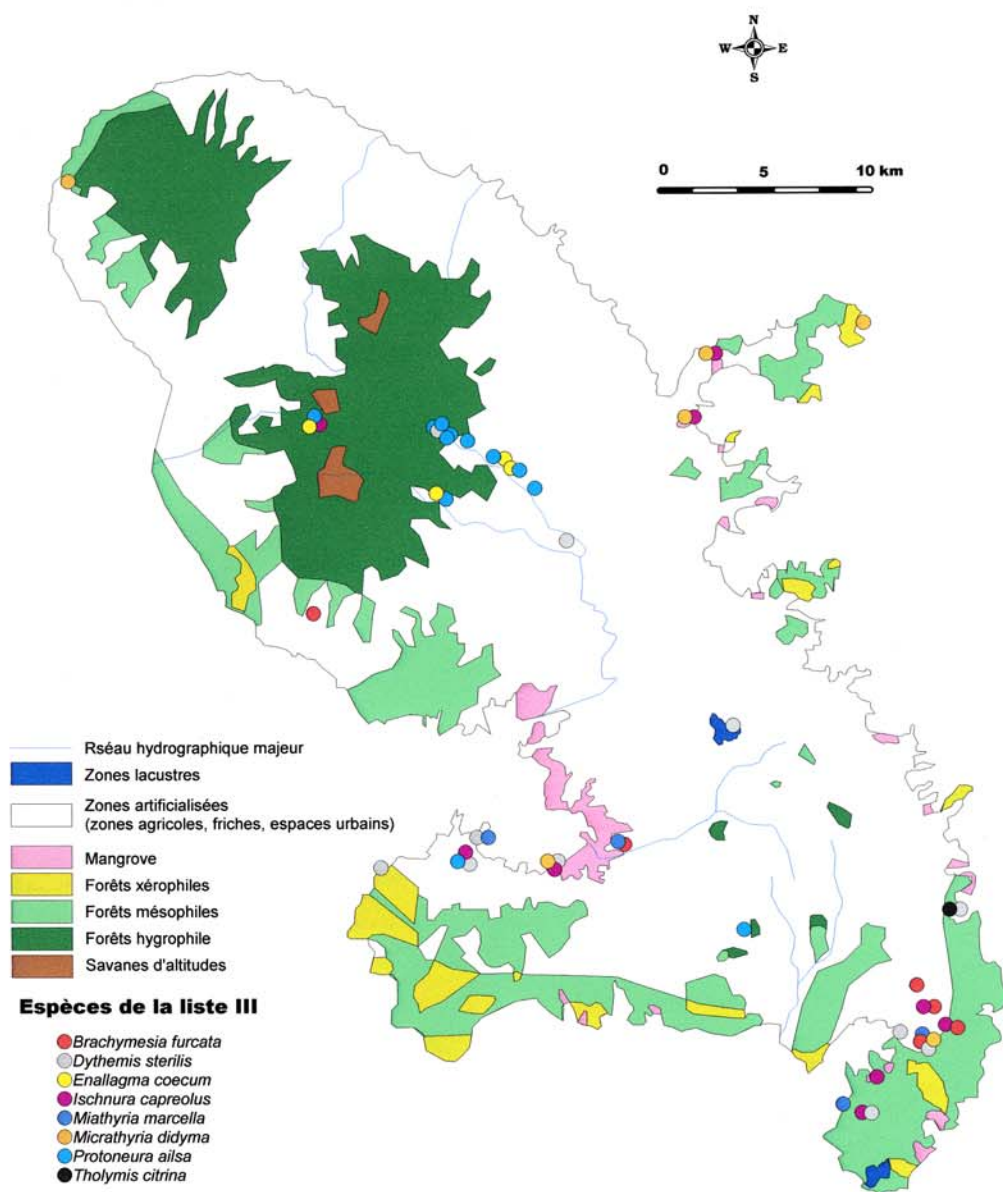 N
W E
S
0 5 10 km
Rséau hydrographique majeur
Zones lacustres
Zones artificialisées
(zones agricoles, friches, espaces urbains)
Mangrove
Forêts xérophiles
Forêts mésophiles
Forêts hygrophile
Savanes d'altitudes
Espèces de la liste III
Brachymesia furcata
Dythemis sterilis
Enallagma coecum
Ischnura capreolus
Miathyria marcella
Micrathyria didyma
Protoneura ailsa
Tholymis citrina